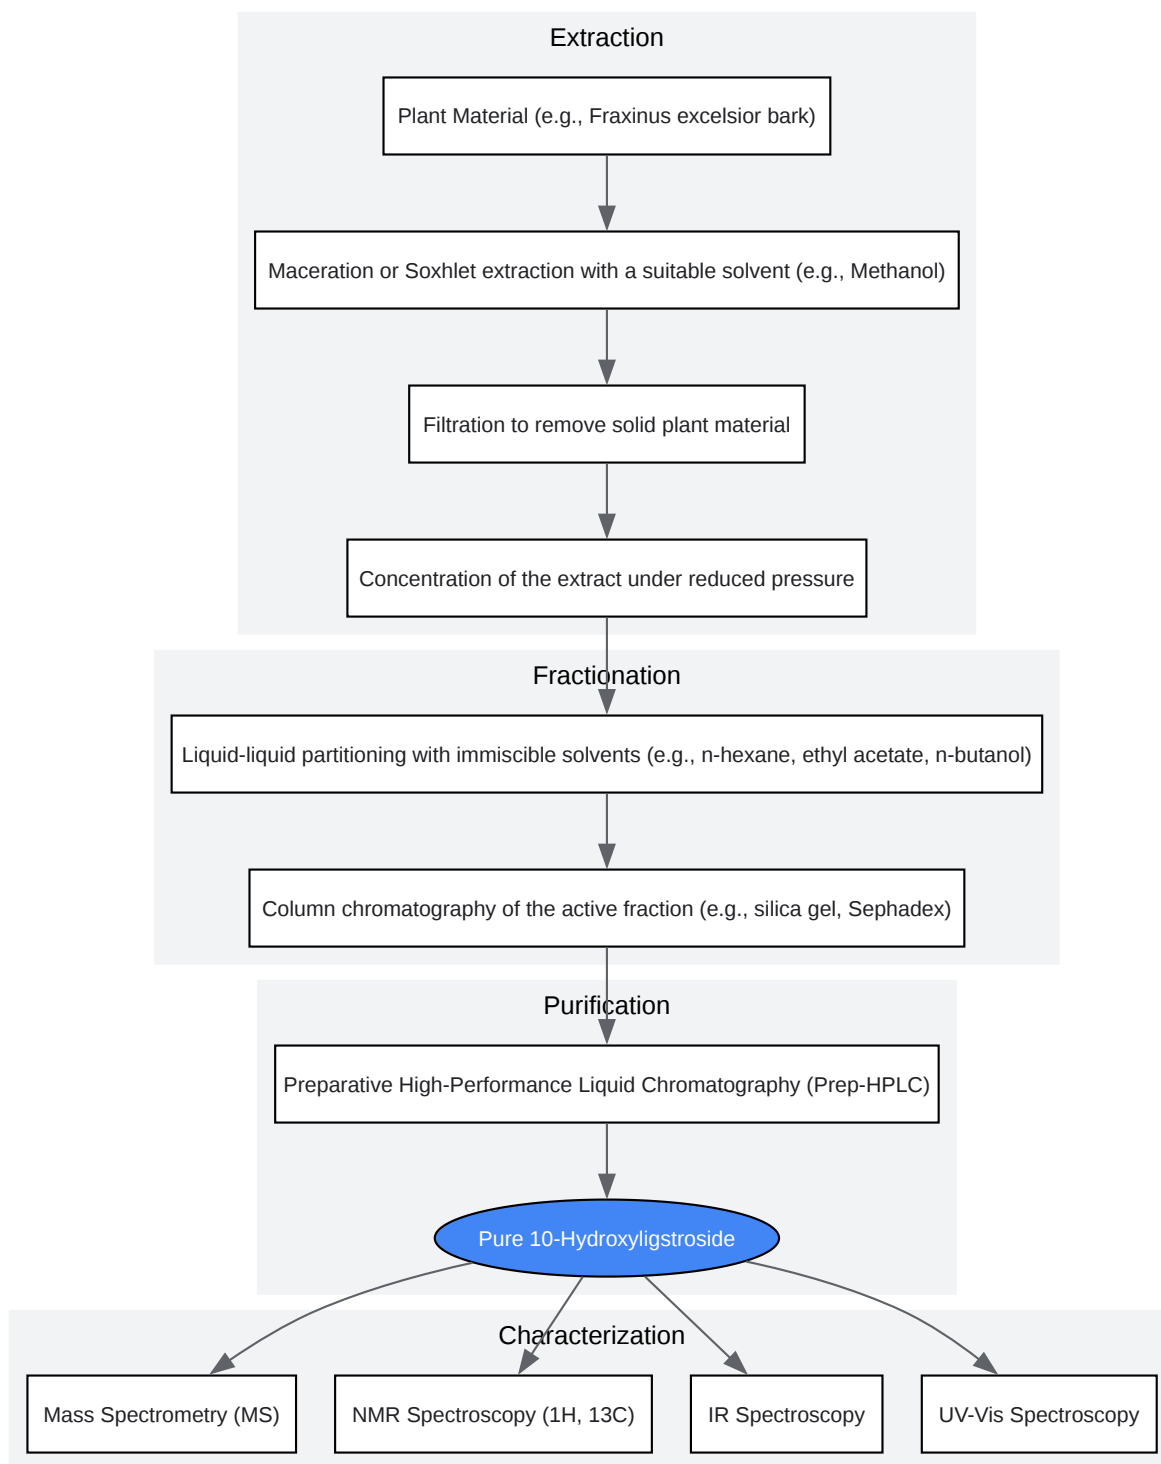 Extraction
Plant Material (e.g., Fraxinus excelsior bark)
Maceration or Soxhlet extraction with a suitable solvent (e.g., Methanol)
Filtration to remove solid plant material
Concentration of the extract under reduced pressure
Fractionation
Liquid-liquid partitioning with immiscible solvents (e.g., n-hexane, ethyl acetate, n-butanol)
Column chromatography of the active fraction (e.g., silica gel, Sephadex)
Purification
Preparative High-Performance Liquid Chromatography (Prep-HPLC)
Pure 10-Hydroxyligstroside
Characterization
Mass Spectrometry (MS)
NMR Spectroscopy (1H, 13C)
IR Spectroscopy
UV-Vis Spectroscopy